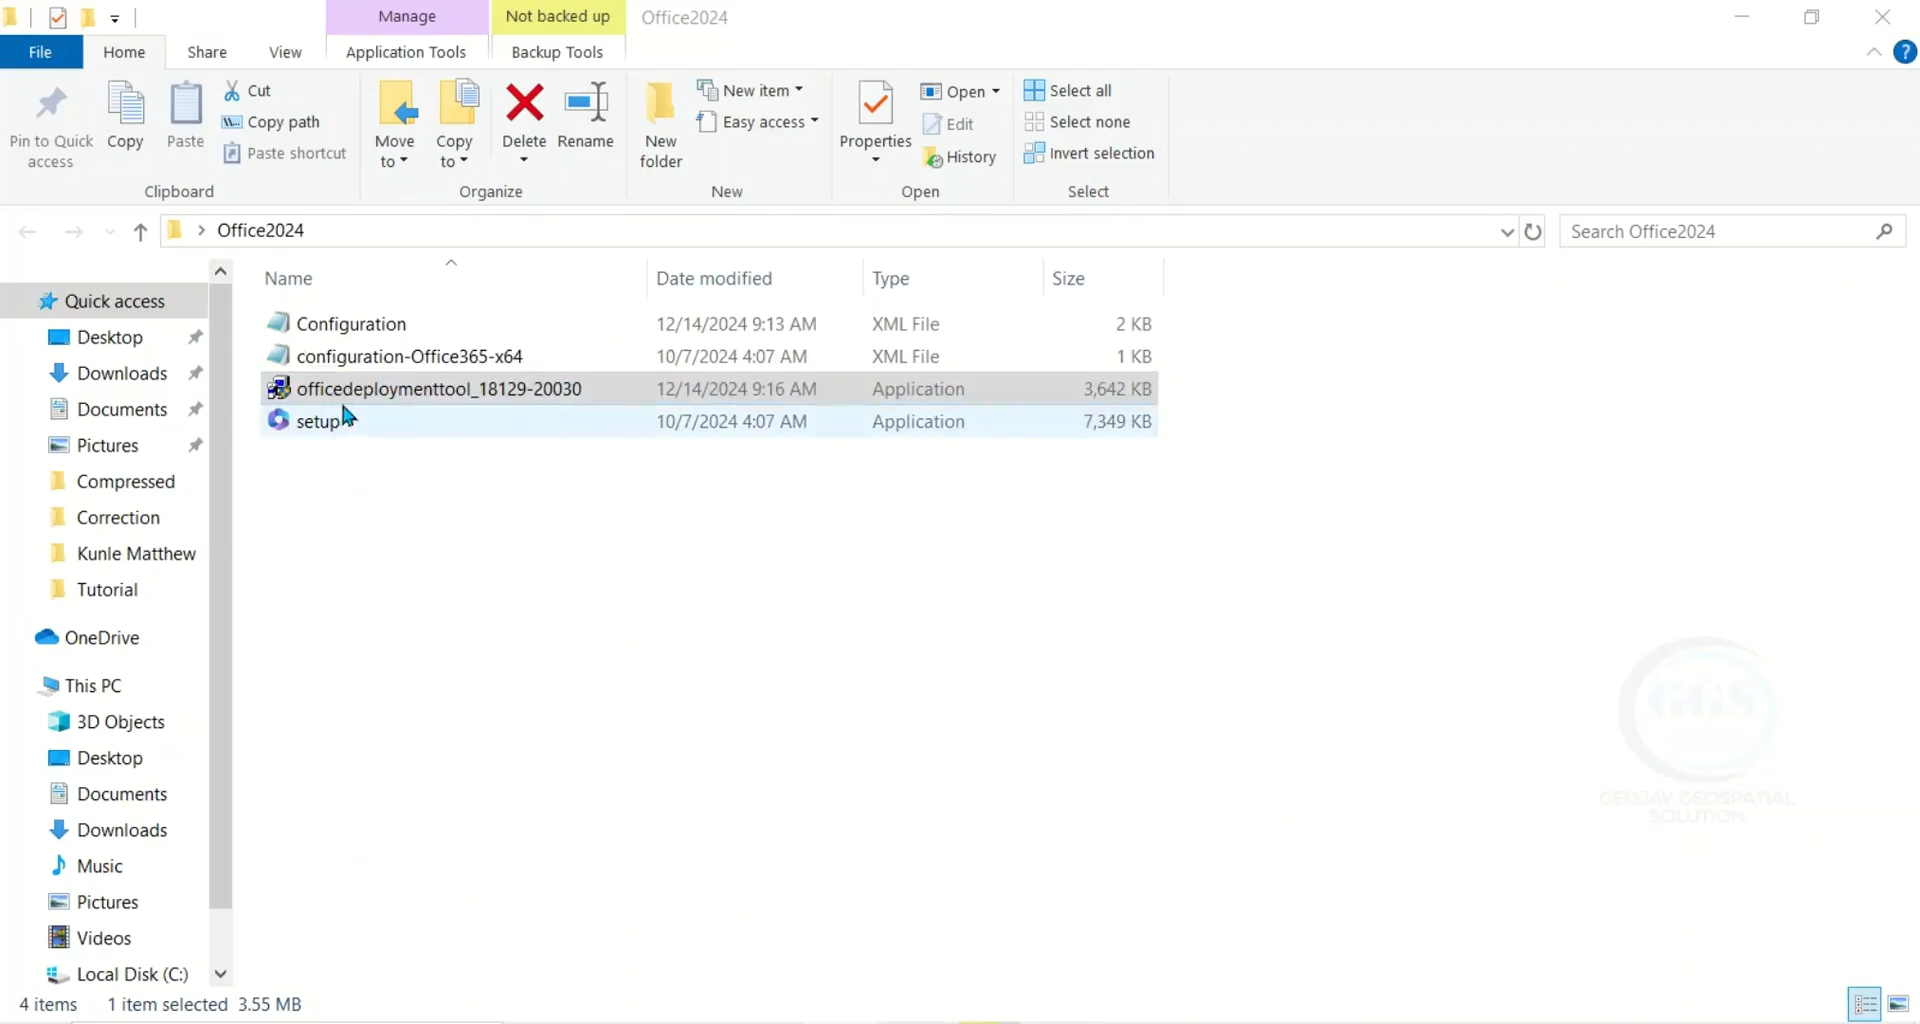 Manage Not backed up Office2024
File Home Share View Application Tools Backup Tools
Pin to Quick access
Copy
Paste
Cut
Copy path
Paste shortcut
Clipboard
Move to
Copy to
Delete
Rename
Organize
New folder
New item
Easy access
New
Properties
Open
Edit
History
Open
Select all
Select none
Invert selection
Select
Office2024
Search Office2024
Name Date modified Type Size
Configuration 12/14/2024 9:13 AM XML File 2 KB
configuration-Office365-x64 10/7/2024 4:07 AM XML File 1 KB
officedeploymenttool_18129-20030 12/14/2024 9:16 AM Application 3,642 KB
setup 10/7/2024 4:07 AM Application 7,349 KB
Quick access
Desktop
Downloads
Documents
Pictures
Compressed
Correction
Kunle Matthew
Tutorial
OneDrive
This PC
3D Objects
Desktop
Documents
Downloads
Music
Pictures
Videos
Local Disk (C:)
GGS
GEOJAY GEOSPATIAL
SOLUTION
4 items 1 item selected 3.55 MB